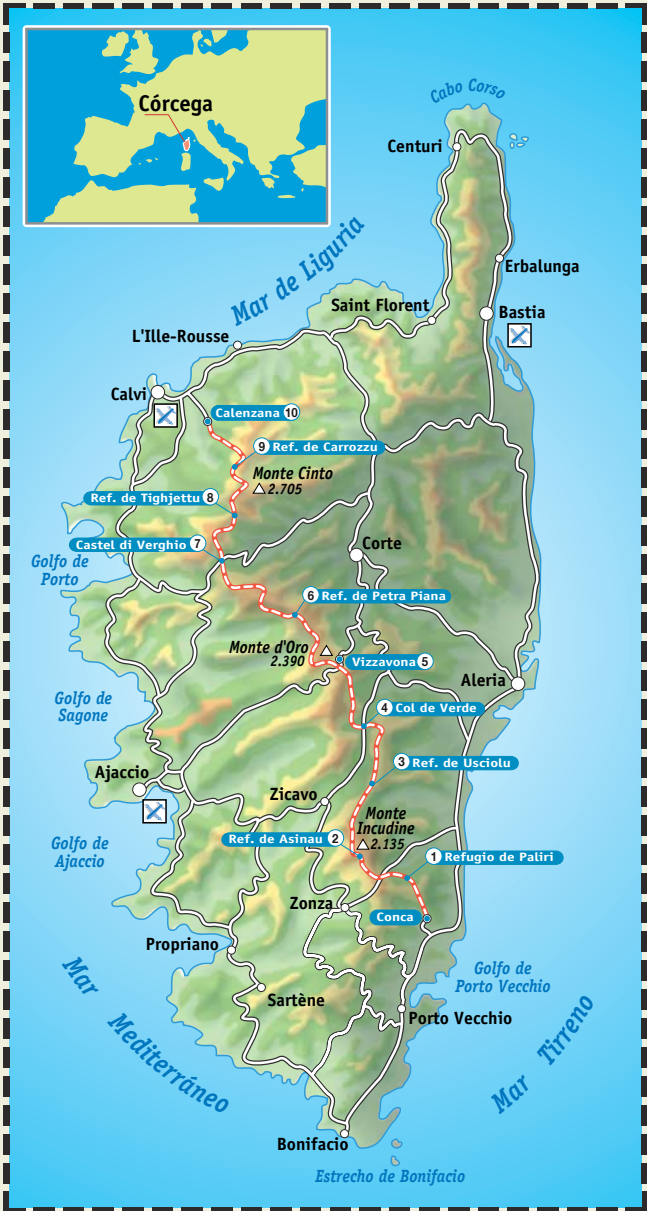 Córcega
Cabo Corso
Centuri
Mar de Liguria
Erbalunga
Saint Florent
Bastia
L'Ille-Rousse
Calvi
Calenzana 10
9 Ref. de Carrozzu
Monte Cinto
2.705
Ref. de Tighjettu 8
Castel di Verghio 7
Corte
Golfo de
Porto
6 Ref. de Petra Piana
Monte d'Oro
2.390
Vizzavona 5
Aleria
Golfo de
Sagone
4 Col de Verde
3 Ref. de Usciolu
Ajaccio
Zicavo
Monte
Incudine
2.135
Ref. de Asinau 2
Golfo de
Ajaccio
1 Refugio de Paliri
Zonza
Conca
Propriano
Golfo de
Porto Vecchio
Mar Mediterráneo
Sartène
Porto Vecchio
Mar Tirreno
Bonifacio
Estrecho de Bonifacio